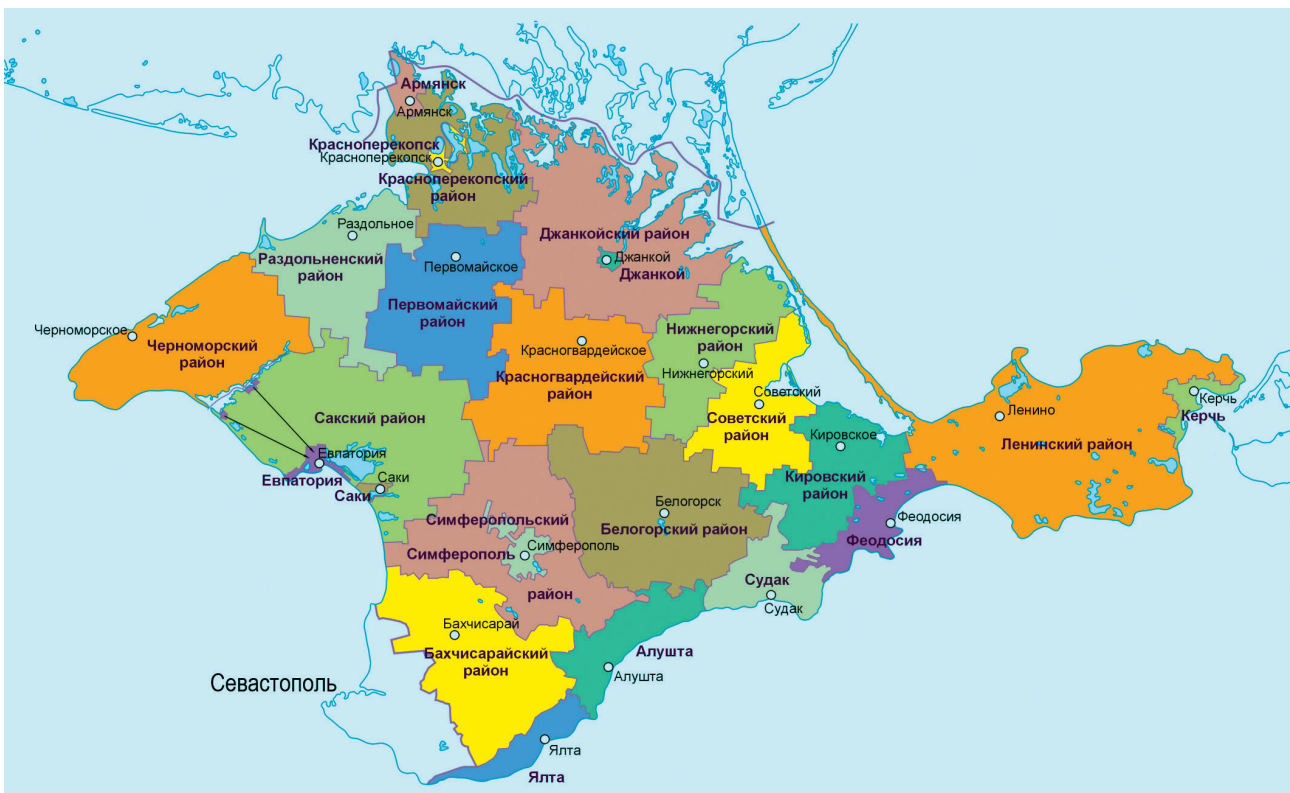 Армянск
Армянск
Красноперекопск
Красноперекопск
Красноперекопский
район
Раздольное
Раздольненский
район
Первомайское
Первомайский
район
Джанкойский район
Джанкой
Джанкой
Черноморское
Черноморский
район
Красногвардейское
Красногвардейский
район
Нижнегорский
район
Нижнегорский
Советский
Советский
район
Сакский район
Евпатория
Евпатория
Саки
Саки
Кировское
Кировский
район
Ленино
Ленинский район
Керчь
Керчь
Белогорск
Белогорский район
Феодосия
Феодосия
Симферопольский
Симферополь
Симферополь
район
Судак
Судак
Бахчисарай
Бахчисарайский
район
Алушта
Алушта
Севастополь
Ялта
Ялта